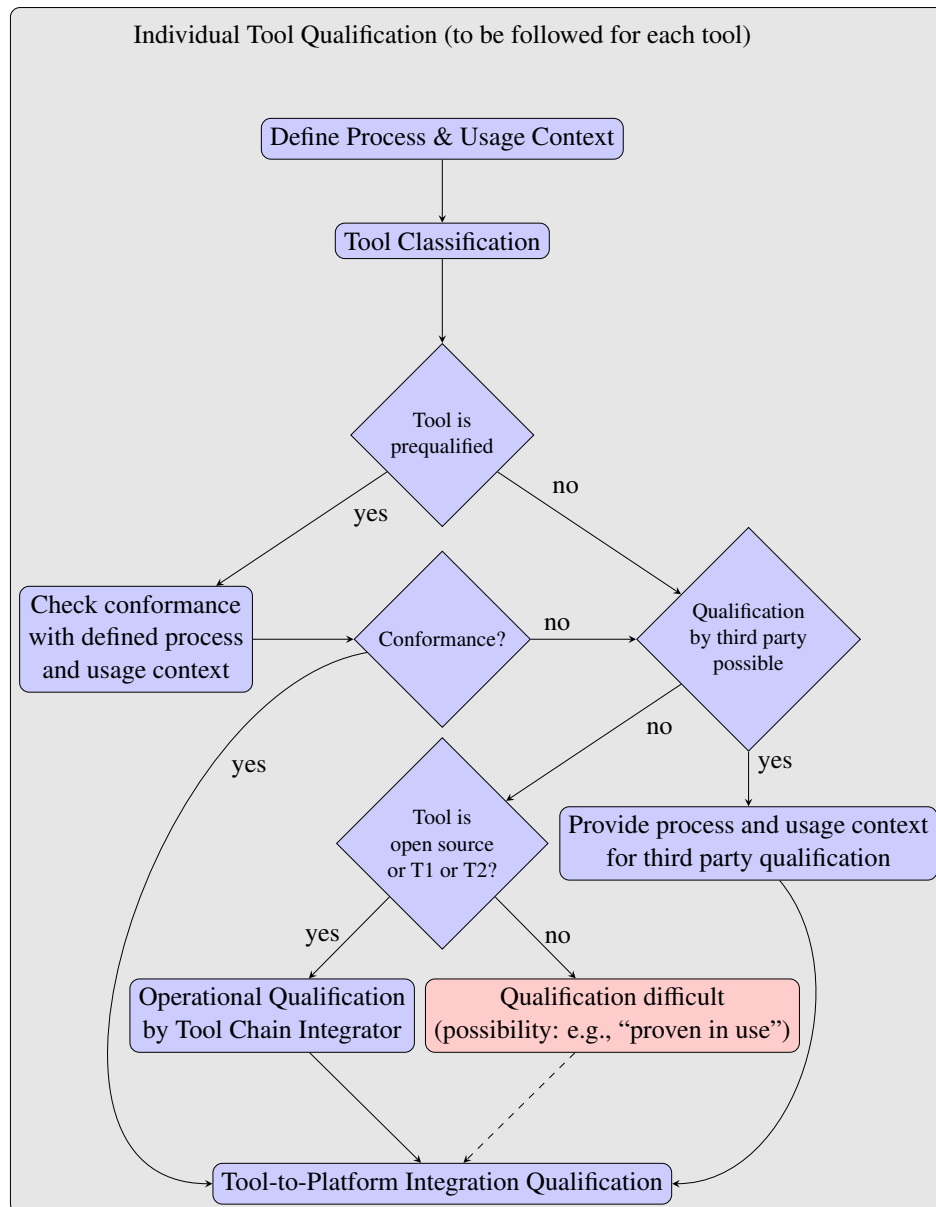 Individual Tool Qualification (to be followed for each tool)
Define Process & Usage Context
Tool Classification
Tool is
prequalified
yes
no
Check conformance
with defined process
and usage context
Conformance?
no
Qualification
by third party
possible
yes
no
yes
Tool is
open source
or T1 or T2?
Provide process and usage context
for third party qualification
yes
no
Operational Qualification
by Tool Chain Integrator
Qualification difficult
(possibility: e.g., “proven in use”)
Tool-to-Platform Integration Qualification